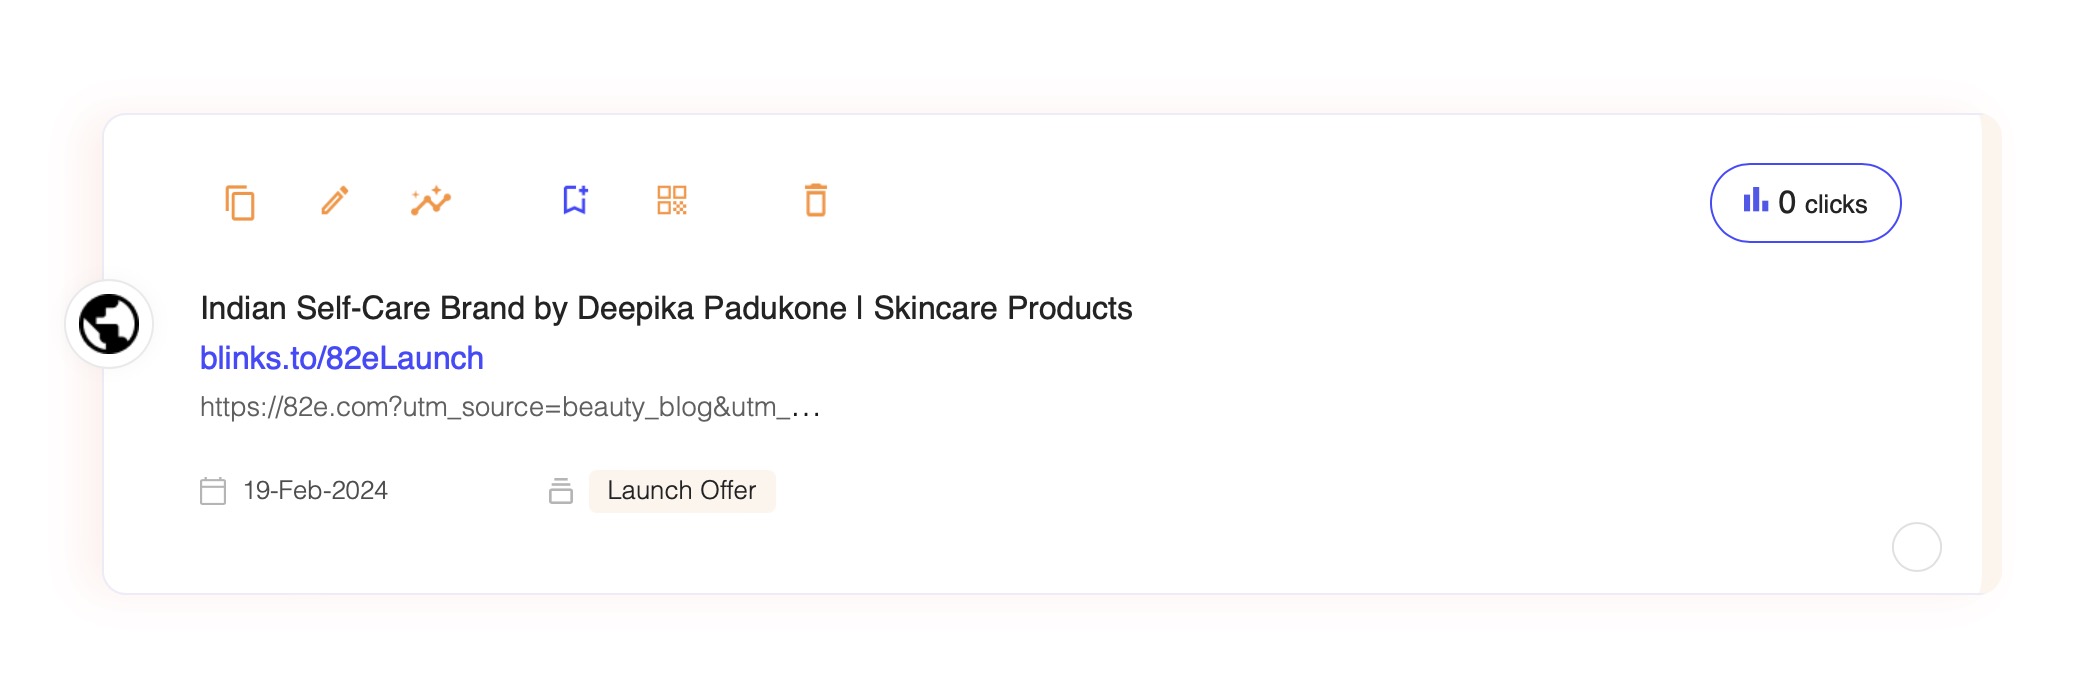 0 clicks
Indian Self-Care Brand by Deepika Padukone | Skincare Products
blinks.to/82eLaunch
https://82e.com?utm_source=beauty_blog&utm_...
19-Feb-2024
Launch Offer